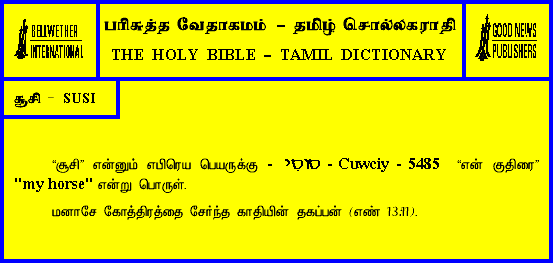 BELLWETHER
INTERNATIONAL
பரிசுத்த வேதாகமம் – தமிழ் சொல்லகராதி
THE HOLY BIBLE – TAMIL DICTIONARY
GOOD NEWS
PUBLISHERS
சூசி – SUSI
“சூசி” என்னும் எபிரெய பெயருக்கு - סוּסִי - Cuwciy - 5485 “என் குதிரை”
"my horse" என்று பொருள்.
மனாசே கோத்திரத்தை சேர்ந்த காதியின் தகப்பன் (எண் 13:11).